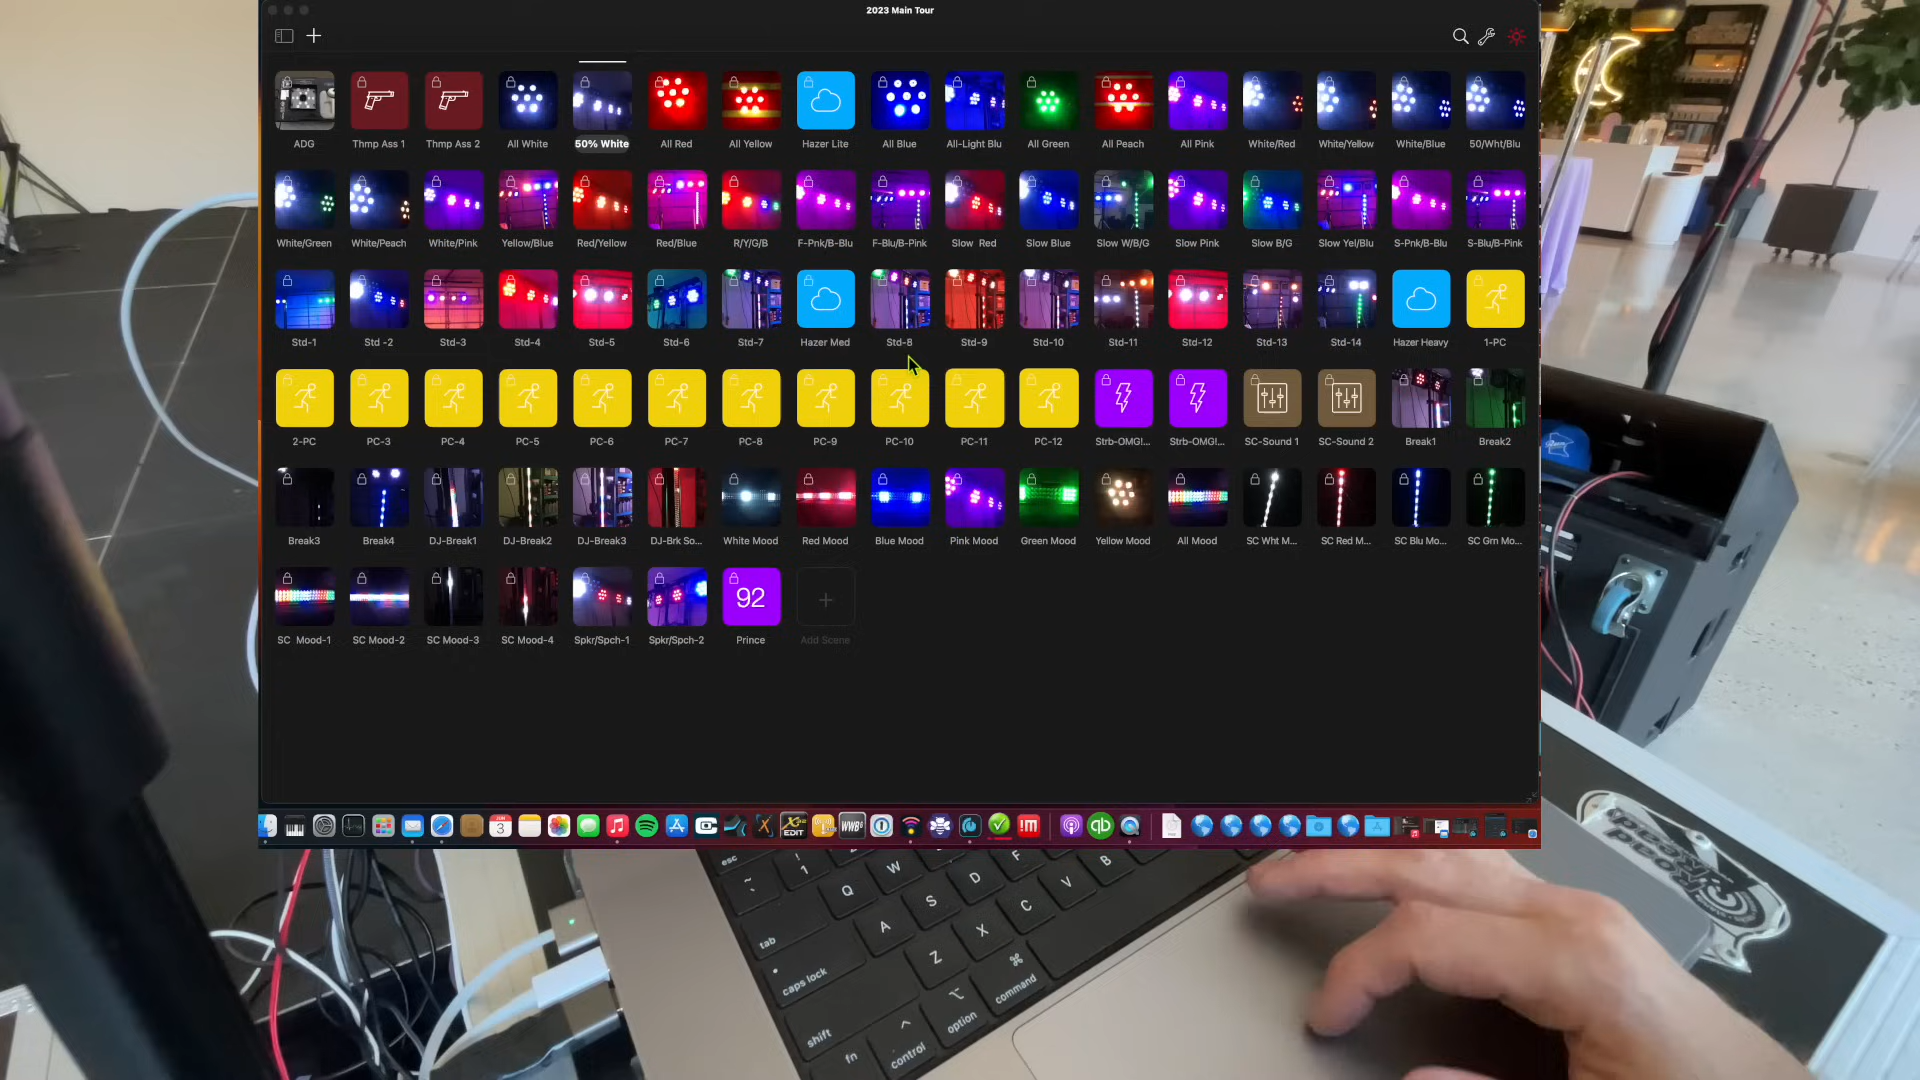 2023 Main Tour
ADG
Thmp Ass 1
Thmp Ass 2
All White
50% White
All Red
All Yellow
Hazer Lite
All Blue
All-Light Blu
All Green
All Peach
All Pink
White/Red
White/Yellow
White/Blue
50/Wht/Blu
White/Green
White/Peach
White/Pink
Yellow/Blue
Red/Yellow
Red/Blue
R/Y/G/B
F-Pnk/B-Blu
F-Blu/B-Pink
Slow Red
Slow Blue
Slow W/B/G
Slow Pink
Slow B/G
Slow Yel/Blu
S-Pnk/B-Blu
S-Blu/B-Pink
Std-1
Std -2
Std-3
Std-4
Std-5
Std-6
Std-7
Hazer Med
Std-8
Std-9
Std-10
Std-11
Std-12
Std-13
Std-14
Hazer Heavy
1-PC
2-PC
PC-3
PC-4
PC-5
PC-6
PC-7
PC-8
PC-9
PC-10
PC-11
PC-12
Strb-OMG!...
Strb-OMG!...
SC-Sound 1
SC-Sound 2
Break1
Break2
Break3
Break4
DJ-Break1
DJ-Break2
DJ-Break3
DJ-Brk So...
White Mood
Red Mood
Blue Mood
Pink Mood
Green Mood
Yellow Mood
All Mood
SC Wht M...
SC Red M...
SC Blu Mo...
SC Grn Mo...
92
SC Mood-1
SC Mood-2
SC Mood-3
SC Mood-4
Spkr/Spch-1
Spkr/Spch-2
Prince
Add Scene
JUN
3
EDIT
WWB6
qb
esc
~
!
1
Q
W
F
B
tab
A
S
D
V
caps lock
Z
X
C
shift
command
fn
control
option
Road